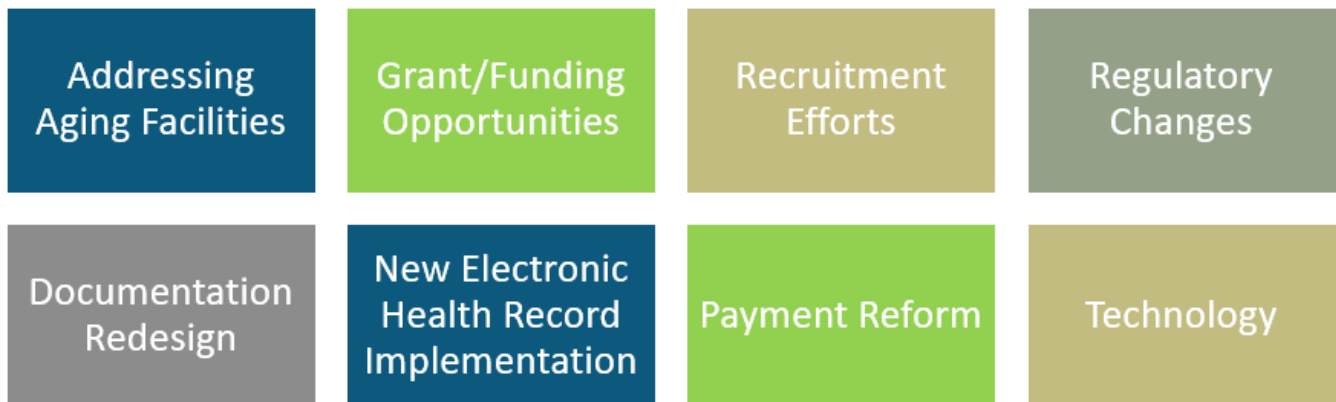 Addressing
Aging Facilities
Grant/Funding
Opportunities
Recruitment
Efforts
Regulatory
Changes
Documentation
Redesign
New Electronic
Health Record
Implementation
Payment Reform
Technology